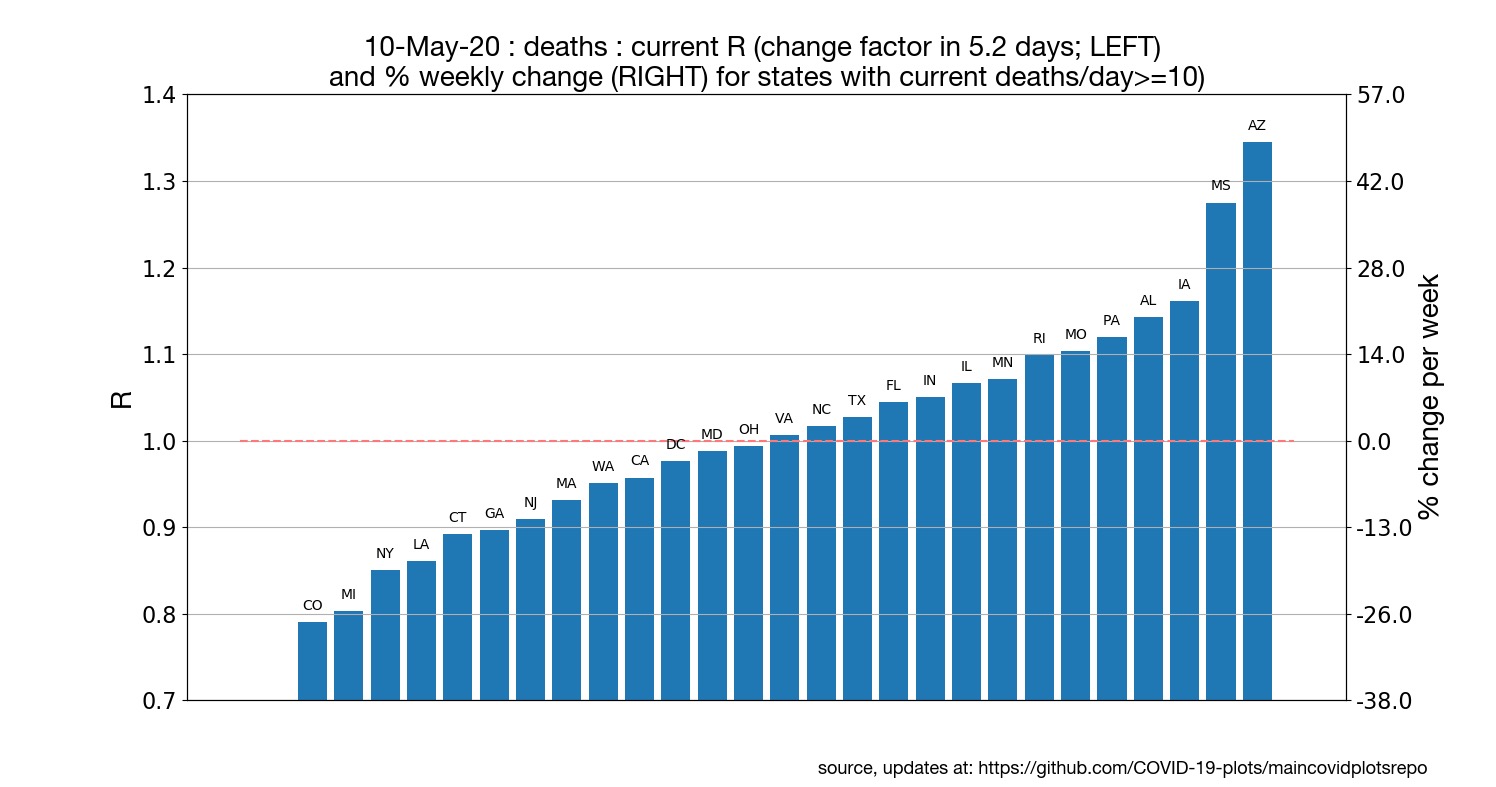 10-May-20 : deaths : current R (change factor in 5.2 days; LEFT)
and % weekly change (RIGHT) for states with current deaths/day>=10)
1.4
1.3
1.2
1.1
1.0
0.9
0.8
0.7
R
CO
MI
NY
LA
CT
GA
NJ
MA
WA
CA
DC
MD
OH
VA
NC
TX
FL
IN
IL
MN
RI
MO
PA
AL
IA
MS
AZ
57.0
42.0
28.0
14.0
0.0
-13.0
-26.0
-38.0
% change per week
source, updates at: https://github.com/COVID-19-plots/maincovidplotsrepo